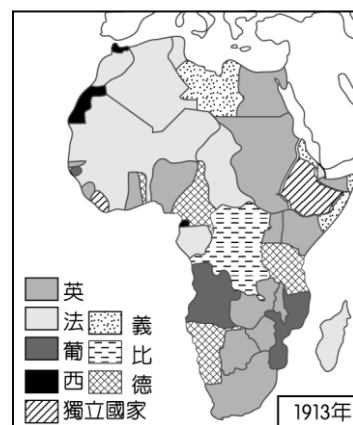 英
法 義
葡 比
西 德
獨立國家
1913年